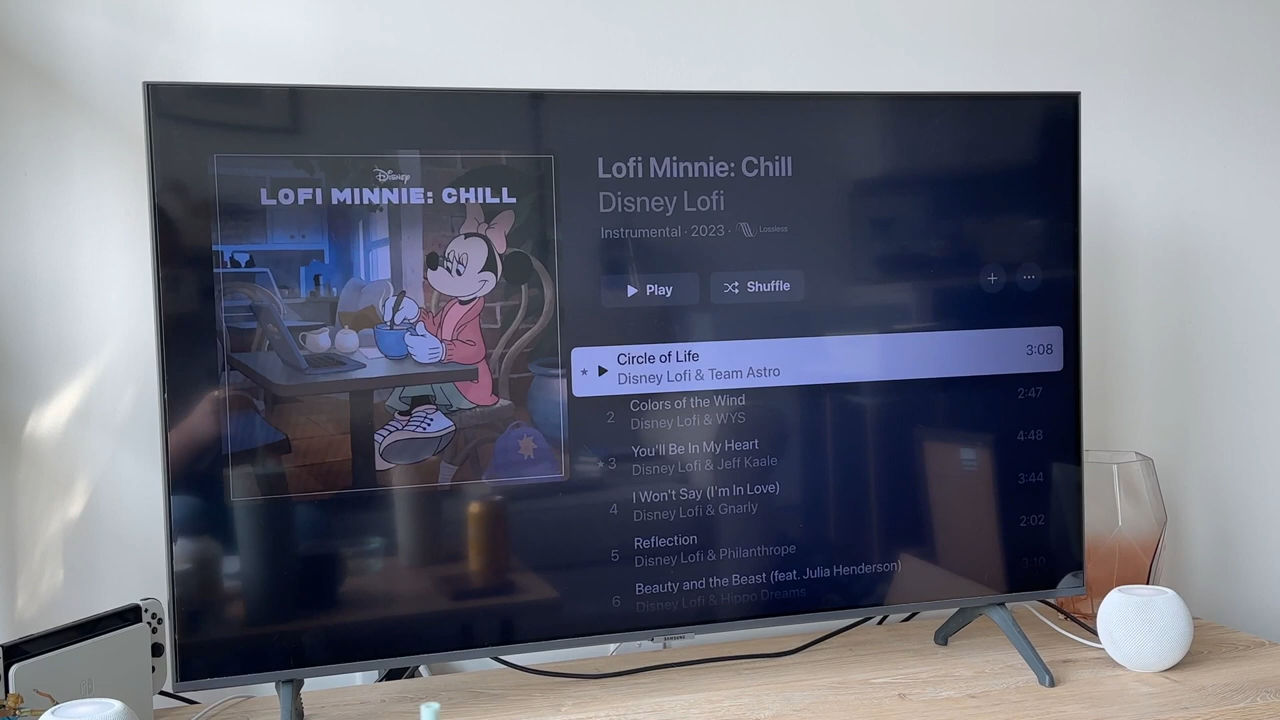 Disney
LOFI MINNIE: CHILL
Lofi Minnie: Chill
Disney Lofi
Instrumental · 2023 · Lossless
Play
Shuffle
Circle of Life
3:08
Disney Lofi & Team Astro
2
Colors of the Wind
2:47
Disney Lofi & WYS
3
You'll Be In My Heart
4:48
Disney Lofi & Jeff Kaale
4
I Won't Say (I'm In Love)
3:44
Disney Lofi & Gnarly
5
Reflection
2:02
Disney Lofi & Philanthrope
6
Beauty and the Beast (feat. Julia Henderson)
3:10
Disney Lofi & Hippo Dreams
SAMSUNG